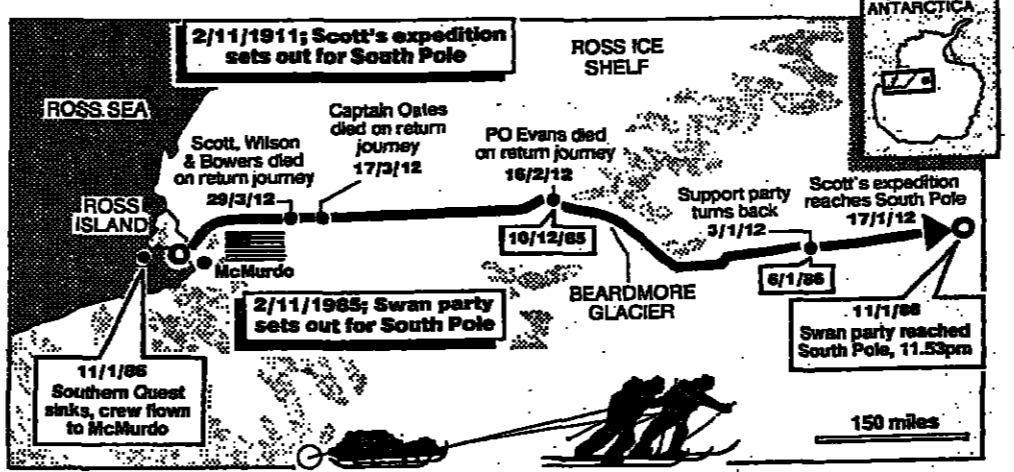 ANTARCTICA
2/11/1911; Scott's expedition
sets out for South Pole
ROSS ICE
SHELF
ROSS SEA
Captain Oates
died on return
journey
17/3/12
Scott, Wilson
& Bowers died
on return journey
29/3/12
PO Evans died
on return journey
16/2/12
Support party
turns back
3/1/12
Scott's expedition
reaches South Pole
17/1/12
ROSS
ISLAND
McMurdo
10/12/85
6/1/86
BEARDMORE
GLACIER
2/11/1985; Swan party
sets out for South Pole
11/1/86
Swan party reached
South Pole, 11.53pm
11/1/86
Southern Quest
sinks, crew flown
to McMurdo
150 miles